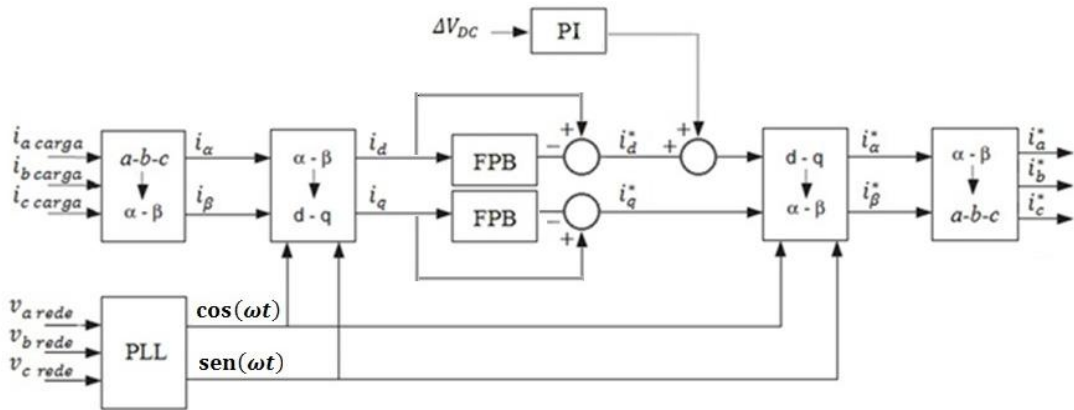 ΔV_DC
PI
i_a carga
i_b carga
i_c carga
a-b-c
α-β
i_α
i_β
α-β
d-q
i_d
i_q
FPB
FPB
+
−
−
+
i_d^*
i_q^*
+
+
d-q
α-β
i_α^*
i_β^*
α-β
a-b-c
i_a^*
i_b^*
i_c^*
v_a rede
v_b rede
v_c rede
PLL
cos(ωt)
sen(ωt)